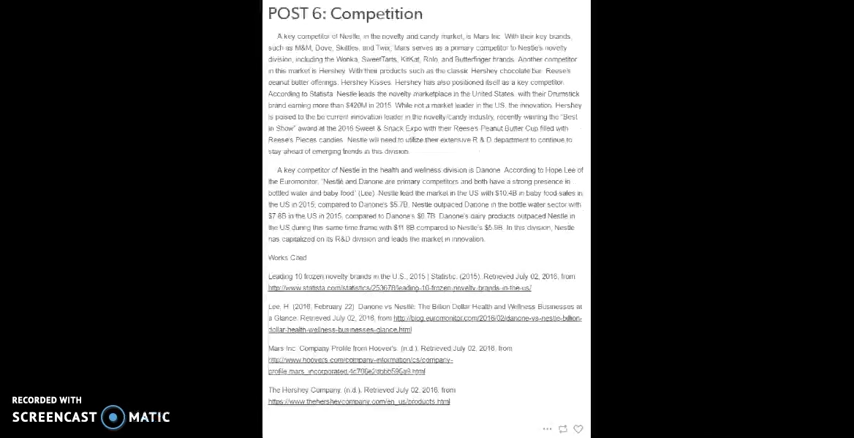 POST 6: Competition
A key competitor of Nestle, in the novelty and candy market, is Mars Inc. With their key brands,
such as M&M, Dove, Skittles, and Twix, Mars serves as a primary competitor to Nestle's novelty
division, including the Wonka, SweetTarts, KitKat, Rolo, and Butterfinger brands. Another competitor
in this market is Hershey. With their products such as the classic Hershey chocolate bar, Reese's
peanut butter offerings, Hershey Kisses, Hershey has also positioned itself as a key competitor.
According to Statista, Nestle leads the novelty marketplace in the United States, with their Drumstick
brand earning more than $420M in 2015. While not a market leader in the US, the innovation, Hershey
is poised to the be current innovation leader in the novelty/candy industry, recently winning the "Best
in Show" award at the 2016 Sweet & Snack Expo with their Reese's Peanut Butter Cup filled with
Reese's Pieces candies. Nestle will need to utilize their extensive R & D department to continue to
stay ahead of emerging trends in this division.
A key competitor of Nestle in the health and wellness division is Danone. According to Hope Lee of
the Euromonitor, "Nestle and Danone are primary competitors and both have a strong presence in
bottled water and baby food" (Lee). Nestle lead the market in the US with $10.4B in baby food sales in
the US in 2015, compared to Danone's $5.7B. Nestle outpaced Danone in the bottle water sector with
$7.8B in the US in 2015, compared to Danone's $6.7B. Danone's dairy products outpaced Nestle in
the US during this same time frame with $11.8B compared to Nestle's In this division, Nestle
has capitalized on its R&D division and leads the market in innovation.
Works Cited
Leading 10 frozen novelty brands in the U.S., 2015 | Statistic. (2015). Retrieved July 02, 2016, from
http://www.statista.com/statistics/253678/leading-10-frozen-novelty-brands-in-the-us/
Lee, H. (2016, February 22). Danone vs Nestlé: The Billion Dollar Health and Wellness Businesses at
a Glance. Retrieved July 02, 2016, from http://blog.euromonitor.com/2016/02/danone-vs-nestle-billion-
dollar-health-wellness-businesses-glance.html
Mars Inc. Company Profile from Hoover's. (n.d.). Retrieved July 02, 2016, from
http://www.hoovers.com/company-information/cs/company-
The Hershey Company. (n.d.). Retrieved July 02, 2016, from
https://www.thehersheycompany.com/en_us/products.html
RECORDED WITH
SCREENCAST MATIC